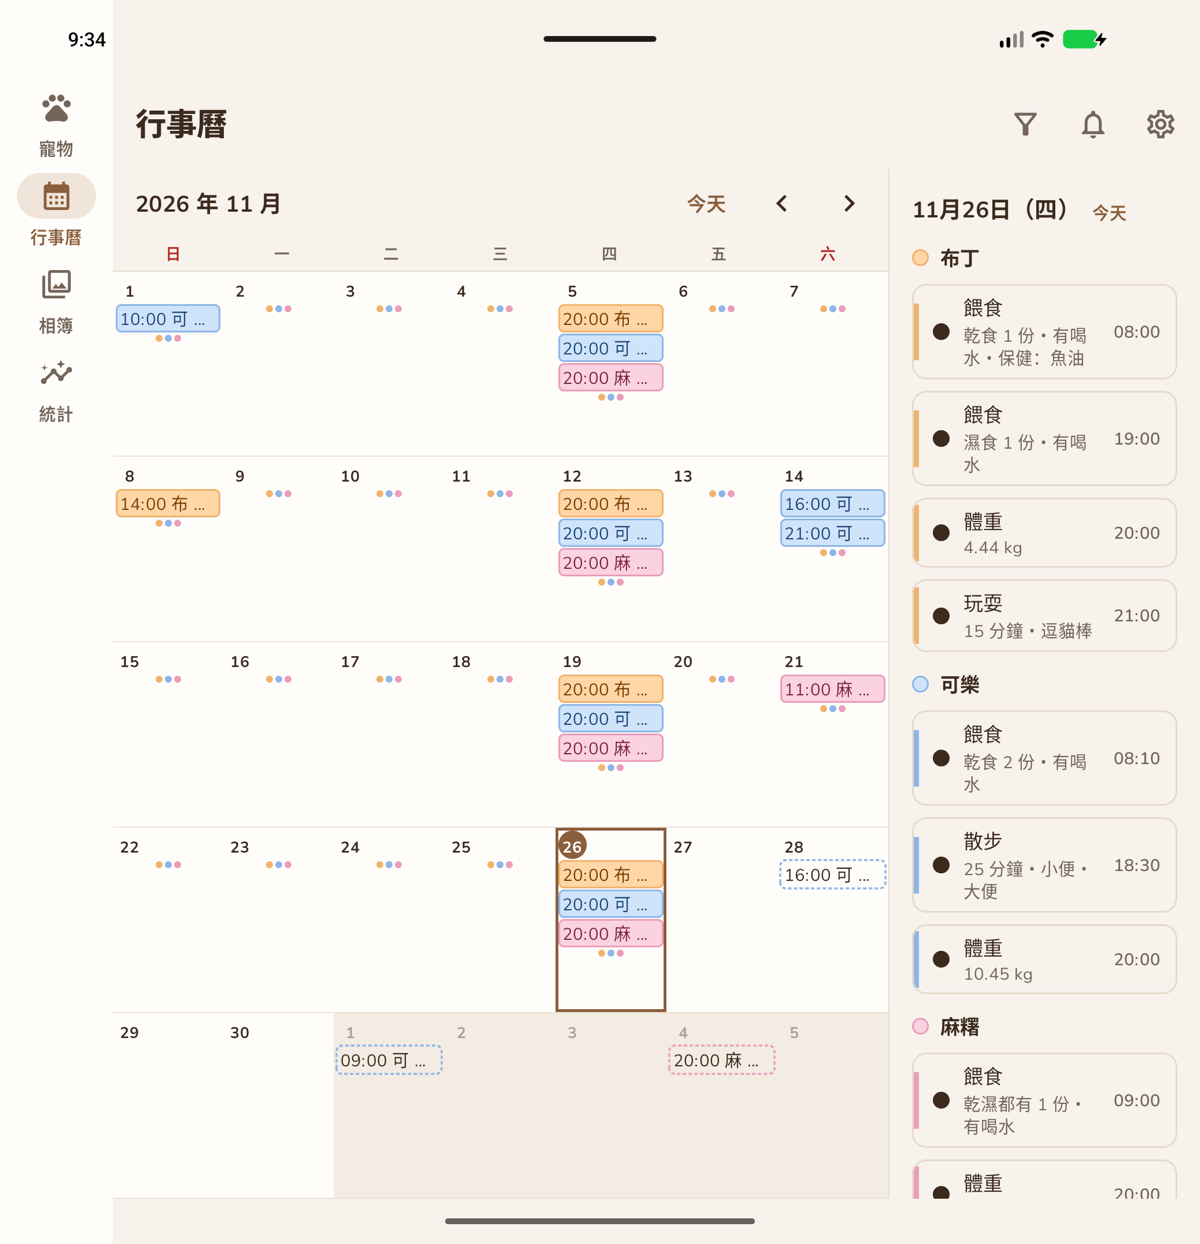 9:34
寵物
行事曆
相簿
統計
行事曆
2026 年 11 月
今天
日 一 二 三 四 五 六
1 2 3 4 5 6 7
10:00 可 ...
20:00 布 ...
20:00 可 ...
20:00 麻 ...
8 9 10 11 12 13 14
14:00 布 ...
20:00 布 ...
20:00 可 ...
20:00 麻 ...
16:00 可 ...
21:00 可 ...
15 16 17 18 19 20 21
20:00 布 ...
20:00 可 ...
20:00 麻 ...
11:00 麻 ...
22 23 24 25 26 27 28
20:00 布 ...
20:00 可 ...
20:00 麻 ...
16:00 可 ...
29 30 1 2 3 4 5
09:00 可 ...
20:00 麻 ...
11月26日（四） 今天
布丁
餵食
乾食 1 份・有喝
水・保健：魚油
08:00
餵食
濕食 1 份・有喝
水
19:00
體重
4.44 kg
20:00
玩耍
15 分鐘・逗貓棒
21:00
可樂
餵食
乾食 2 份・有喝
水
08:10
散步
25 分鐘・小便・
大便
18:30
體重
10.45 kg
20:00
麻糬
餵食
乾濕都有 1 份・
有喝水
09:00
體重
20:00